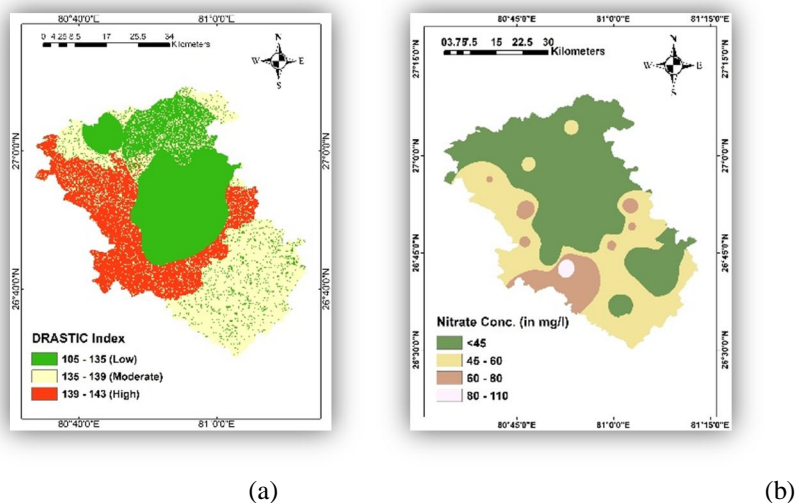 80°40'0"E 81°0'0"E
0 4.25 8.5 17 25.5 34
Kilometers
N
W E
S
27°0'0"N
26°40'0"N
27°0'0"N
26°40'0"N
DRASTIC Index
105 - 135 (Low)
135 - 139 (Moderate)
139 - 143 (High)
80°40'0"E 81°0'0"E
80°45'0"E 81°0'0"E 81°15'0"E
03.757.5 15 22.5 30
Kilometers
N
W E
S
27°15'0"N
27°0'0"N
26°45'0"N
26°30'0"N
27°15'0"N
27°0'0"N
26°45'0"N
26°30'0"N
Nitrate Conc. (in mg/l)
<45
45 - 60
60 - 80
80 - 110
80°45'0"E 81°0'0"E 81°15'0"E
(a) (b)